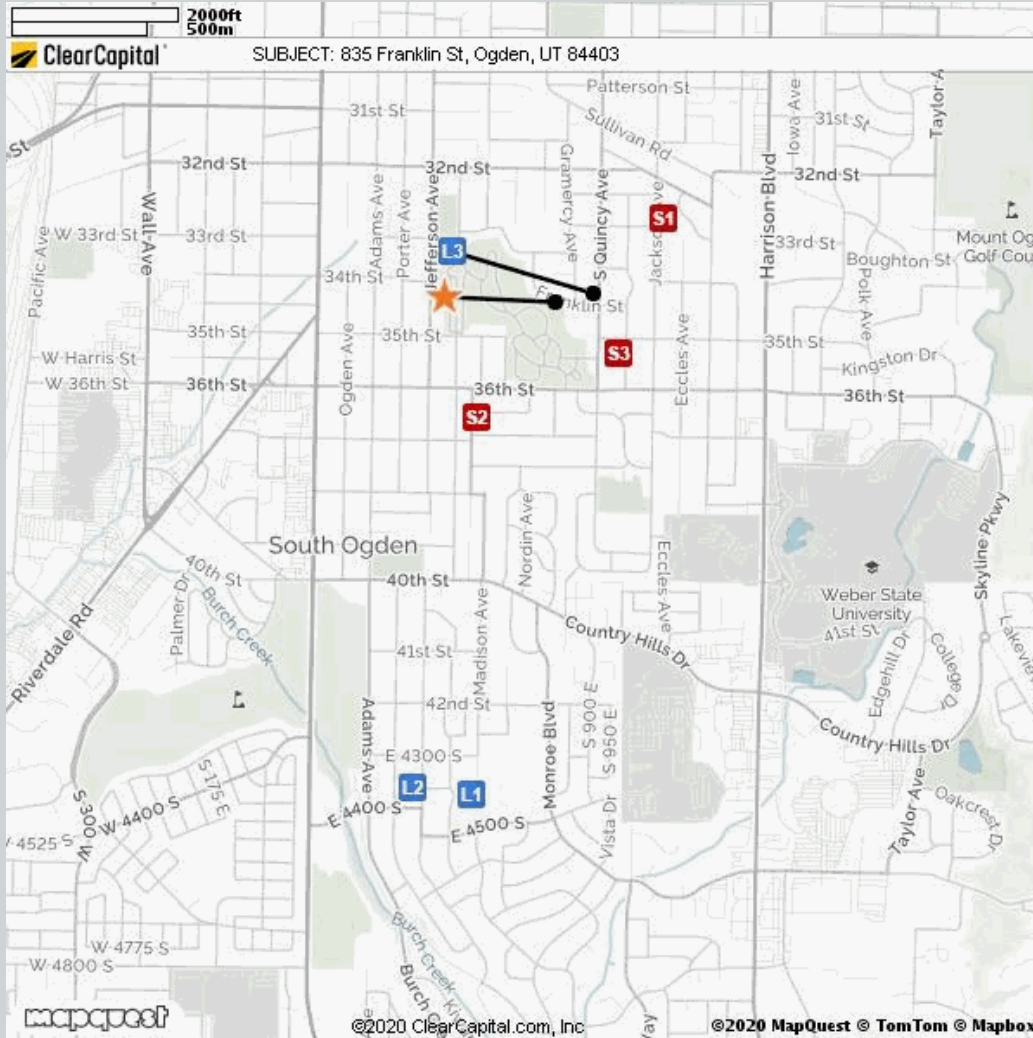 2000ft
500m
ClearCapital
SUBJECT: 835 Franklin St, Ogden, UT 84403
Patterson St
31st St
Iowa Ave
31st St
Taylor A
Sullivan Rd
St
32nd St
32nd St
32nd St
Gramercy Ave
S Quincy Ave
Harrison Blvd
Wall Ave
Adams Ave
Porter Ave
Jefferson Ave
Jackson Ave
S1
W 33rd St
33rd St
33rd St
Mount Og
Golf Cou
Pacific Ave
L3
34th St
Boughton St
Polk Ave
Franklin St
35th St
35th St
35th St
Ogden Ave
S3
Eccles Ave
W Harris St
Kingston Dr
W 36th St
36th St
36th St
36th St
S2
South Ogden
Nordin Ave
Skyline Pkwy
40th St
40th St
Eccles Ave
Weber State
University
41st St
Palmer Dr
Burch Creek
Riverdale Rd
Madison Ave
Country Hills Dr
41st St
Edgehill Dr
College Dr
Lakevie
42nd St
Adams Ave
Monroe Blvd
S 900 E
S 950 E
Country Hills Dr
E 4300 S
S 175 E
L2
L1
S 300 W
W 4400 S
E 4400 S
E 4500 S
Vista Dr
Taylor Ave
Oakcrest Dr
4525 S
W 4775 S
W 4800 S
Burch Creek
Burch Cre
mapquest
©2020 ClearCapital.com, Inc
©2020 MapQuest © TomTom © Mapbox